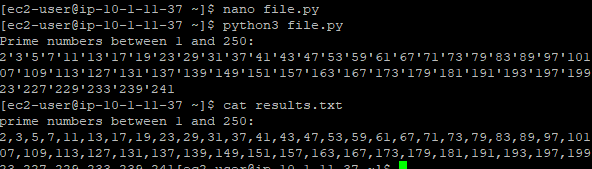 [ec2-user@ip-10-1-11-37 ~]$ nano file.py
[ec2-user@ip-10-1-11-37 ~]$ python3 file.py
Prime numbers between 1 and 250:
2'3'5'7'11'13'17'19'23'29'31'37'41'43'47'53'59'61'67'71'73'79'83'89'97'101
07'109'113'127'131'137'139'149'151'157'163'167'173'179'181'191'193'197'199
23'227'229'233'239'241
[ec2-user@ip-10-1-11-37 ~]$ cat results.txt
prime numbers between 1 and 250:
2,3,5,7,11,13,17,19,23,29,31,37,41,43,47,53,59,61,67,71,73,79,83,89,97,101
07,109,113,127,131,137,139,149,151,157,163,167,173,179,181,191,193,197,199
23,227,229,233,239,241[ec2-user@ip-10-1-11-37 ~]$